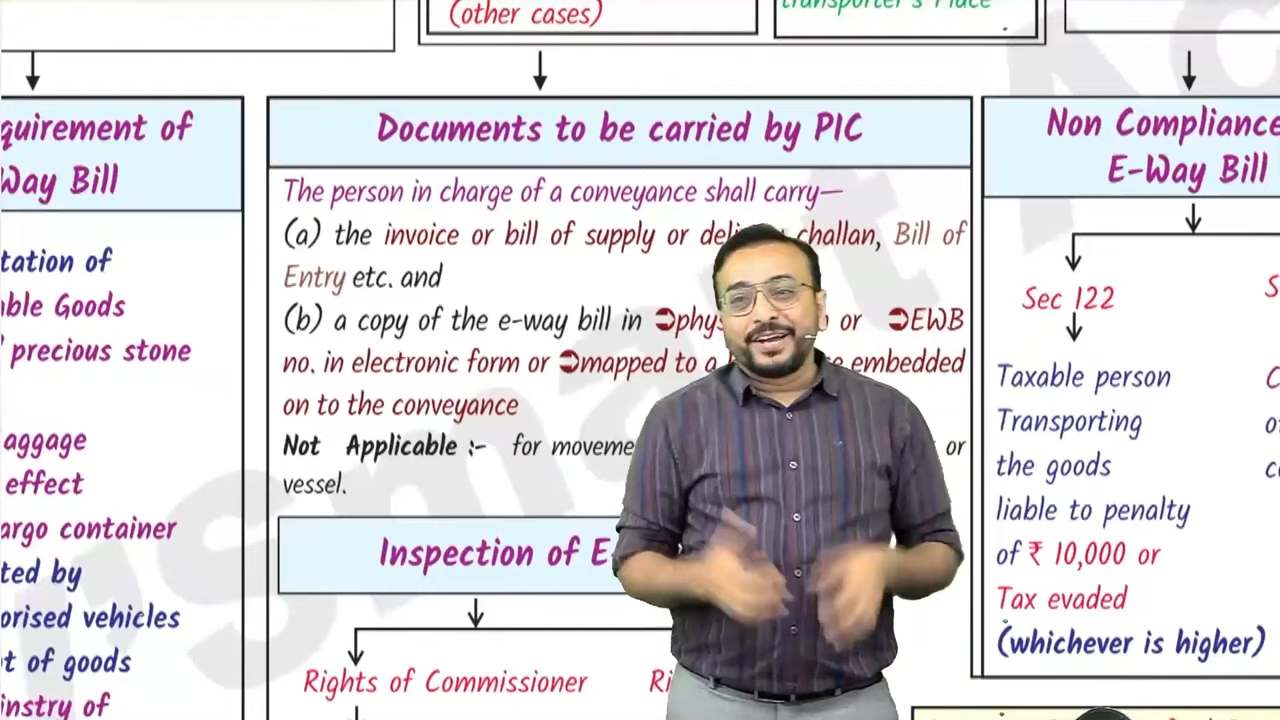 (other cases)
transporter's Place
quirement of
Way Bill
tation of
ble Goods
precious stone
aggage
effect
argo container
ted by
orised vehicles
t of goods
instry of
Documents to be carried by PIC
The person in charge of a conveyance shall carry—
(a) the invoice or bill of supply or challan, Bill of
Entry etc. and
(b) a copy of the e-way bill in ➲phys or ➲EWB
no. in electronic form or ➲mapped to a embedded
on to the conveyance
Not Applicable :- for moveme or
vessel.
Inspection of E-
Rights of Commissioner
Ri
Non Compliance
E-Way Bill
Sec 122
Taxable person
Transporting
the goods
liable to penalty
of ₹ 10,000 or
Tax evaded
(whichever is higher)